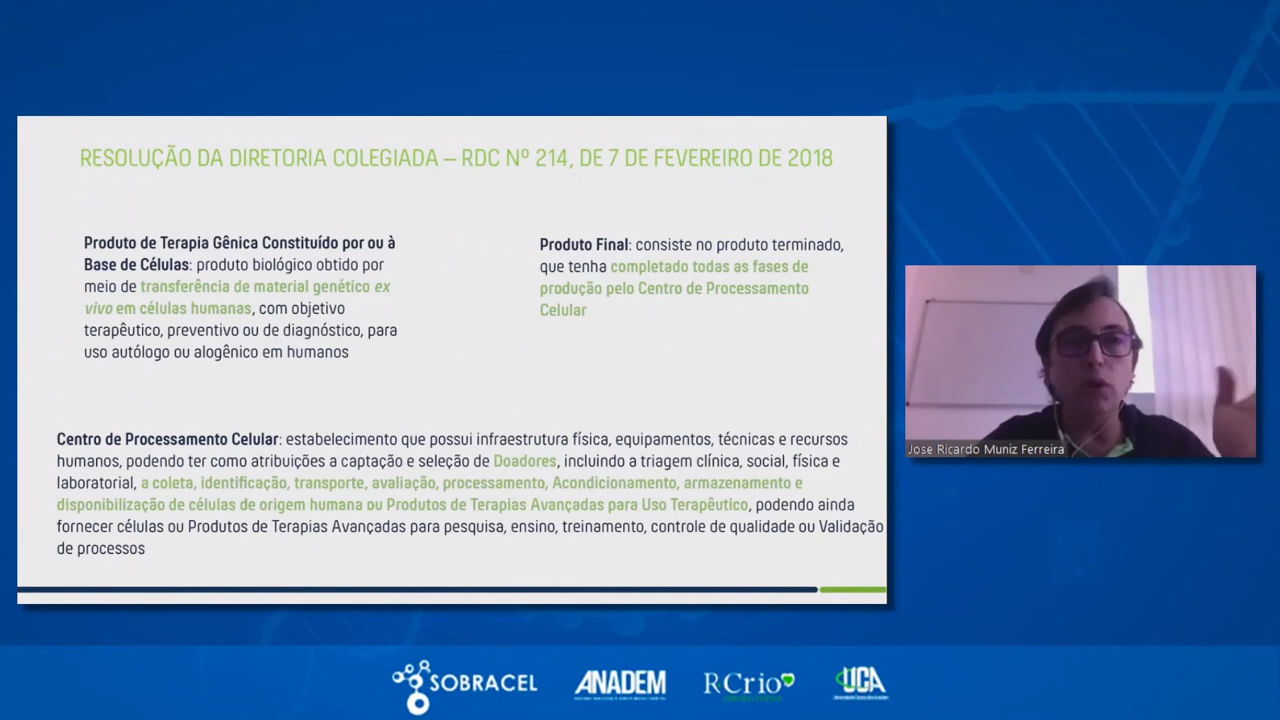 RESOLUÇÃO DA DIRETORIA COLEGIADA – RDC Nº 214, DE 7 DE FEVEREIRO DE 2018
Produto de Terapia Gênica Constituído por ou à
Base de Células: produto biológico obtido por
meio de transferência de material genético ex
vivo em células humanas, com objetivo
terapêutico, preventivo ou de diagnóstico, para
uso autólogo ou alogênico em humanos
Produto Final: consiste no produto terminado,
que tenha completado todas as fases de
produção pelo Centro de Processamento
Celular
Centro de Processamento Celular: estabelecimento que possui infraestrutura física, equipamentos, técnicas e recursos
humanos, podendo ter como atribuições a captação e seleção de Doadores, incluindo a triagem clínica, social, física e
laboratorial, a coleta, identificação, transporte, avaliação, processamento, Acondicionamento, armazenamento e
disponibilização de células de origem humana ou Produtos de Terapias Avançadas para Uso Terapêutico, podendo ainda
fornecer células ou Produtos de Terapias Avançadas para pesquisa, ensino, treinamento, controle de qualidade ou Validação
de processos
Jose Ricardo Muniz Ferreira
SOBRACEL
ANADEM
RCrio
UCA